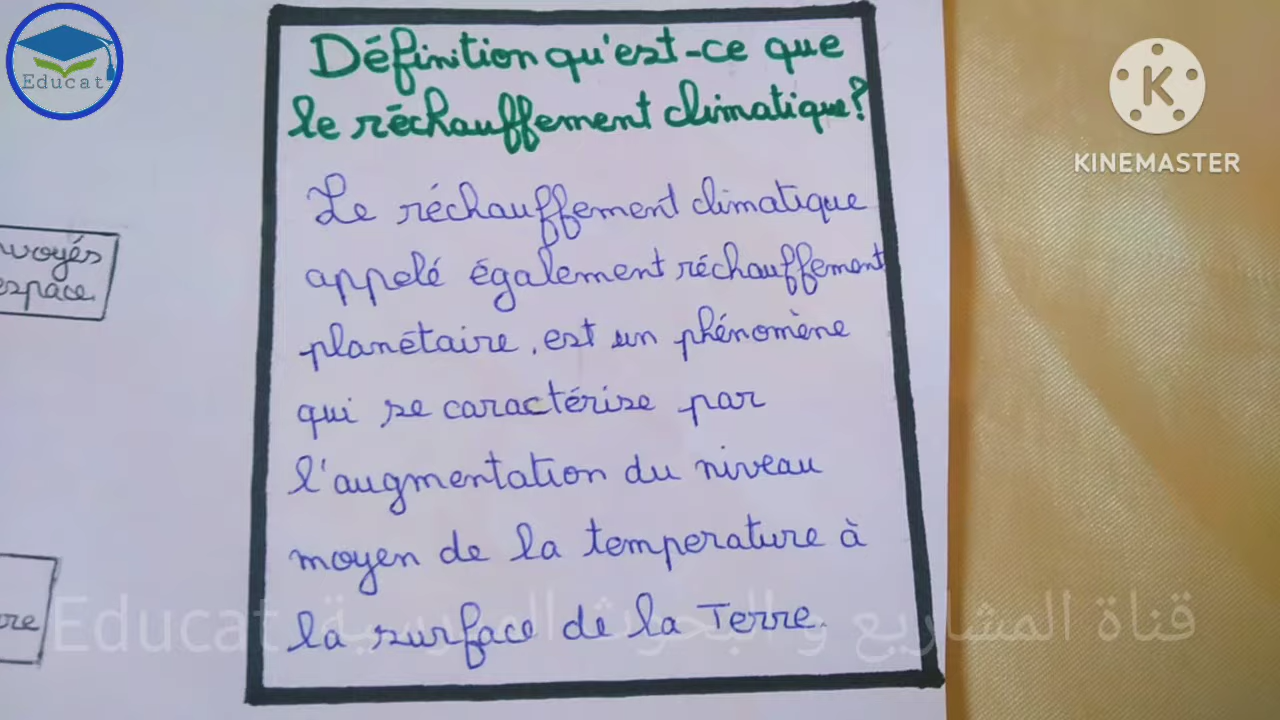 Educat
Définition qu'est-ce que
le réchauffement climatique?
Le réchauffement climatique
appelé également réchauffement
planétaire, est un phénomène
qui se caractérise par
l'augmentation du niveau
moyen de la temperature à
la surface de la Terre.
voyés
espace.
re
K
KINEMASTER
Educat قناة المشاريع و البحوث المدرسية